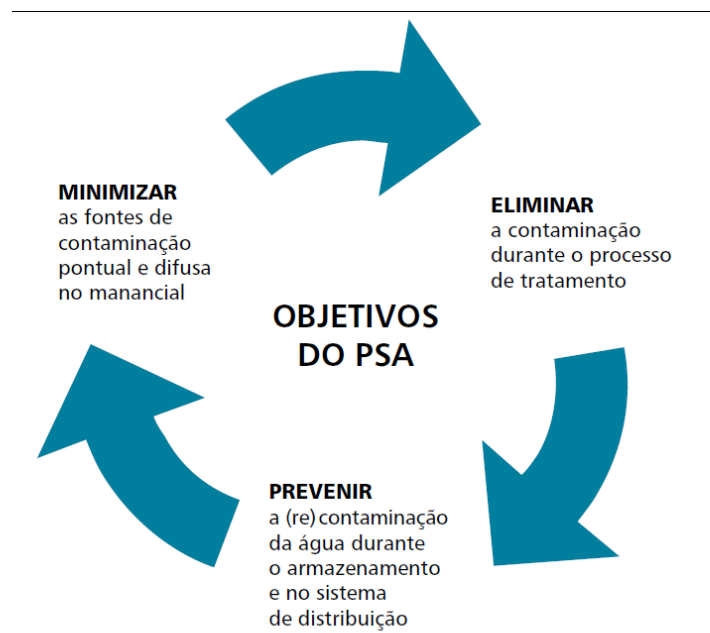 MINIMIZAR
as fontes de
contaminação
pontual e difusa
no manancial
ELIMINAR
a contaminação
durante o processo
de tratamento
OBJETIVOS
DO PSA
PREVENIR
a (re)contaminação
da água durante
o armazenamento
e no sistema
de distribuição